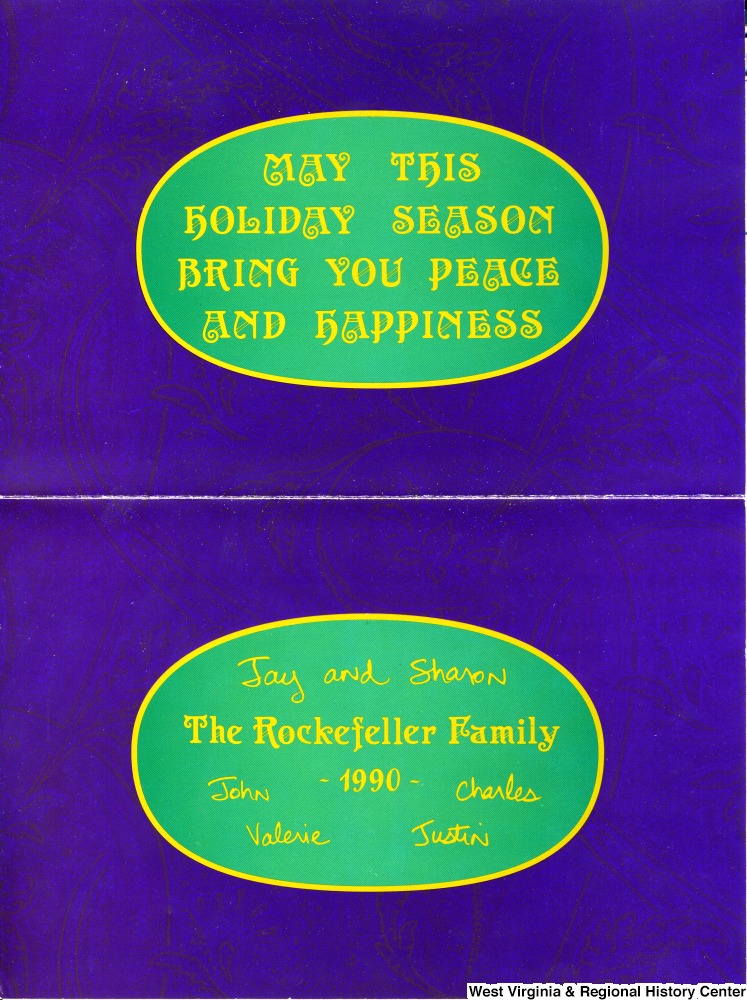 MAY THIS
HOLIDAY SEASON
BRING YOU PEACE
AND HAPPINESS
Jay and Sharon
The Rockefeller Family
- 1990 -
John Charles
Valerie Justin
West Virginia & Regional History Center